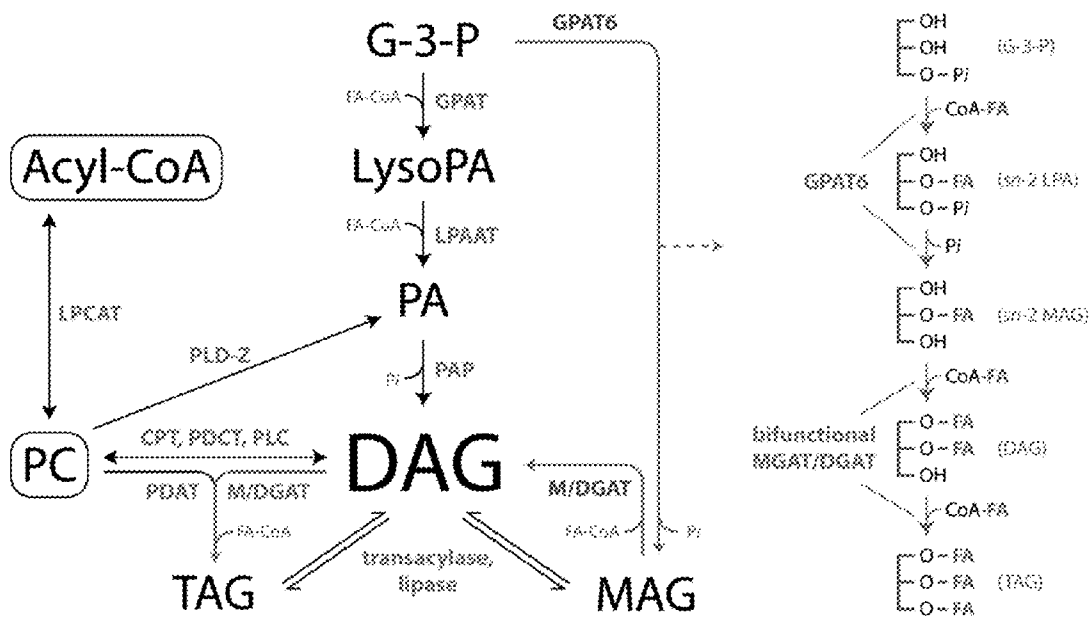 G-3-P
GPAT6
FA-CoA
GPAT
Acyl-CoA
LysoPA
FA-CoA
LPAAT
LPCAT
PA
PLD-Z
Pi
PAP
PC
CPT, PDCT, PLC
DAG
PDAT
M/DGAT
FA-CoA
M/DGAT
FA-CoA
Pi
transacylase,
lipase
TAG
MAG
OH
OH (G-3-P)
O - Pi
CoA-FA
GPAT6
OH
O - FA (sn-2 LPA)
O - Pi
Pi
OH
O - FA (sn-2 MAG)
OH
CoA-FA
bifunctional
MGAT/DGAT
O - FA
O - FA (DAG)
OH
CoA-FA
O - FA
O - FA (TAG)
O - FA